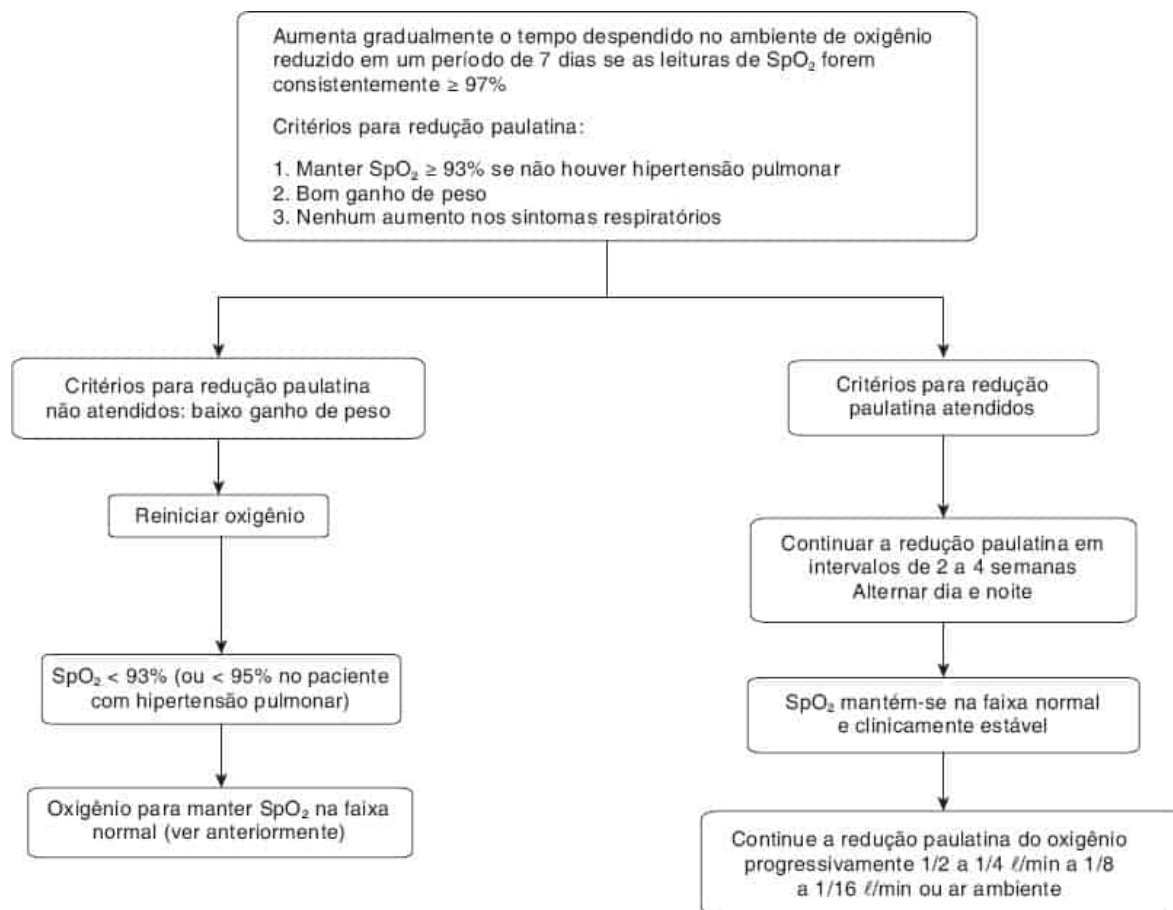 Aumenta gradualmente o tempo despendido no ambiente de oxigênio
reduzido em um período de 7 dias se as leituras de SpO₂ forem
consistentemente ≥ 97%
Critérios para redução paulatina:
1. Manter SpO₂ ≥ 93% se não houver hipertensão pulmonar
2. Bom ganho de peso
3. Nenhum aumento nos sintomas respiratórios
Critérios para redução paulatina
não atendidos: baixo ganho de peso
Reiniciar oxigênio
SpO₂ < 93% (ou < 95% no paciente
com hipertensão pulmonar)
Oxigênio para manter SpO₂ na faixa
normal (ver anteriormente)
Critérios para redução
paulatina atendidos
Continuar a redução paulatina em
intervalos de 2 a 4 semanas
Alternar dia e noite
SpO₂ mantém-se na faixa normal
e clinicamente estável
Continue a redução paulatina do oxigênio
progressivamente 1/2 a 1/4 ℓ/min a 1/8
a 1/16 ℓ/min ou ar ambiente